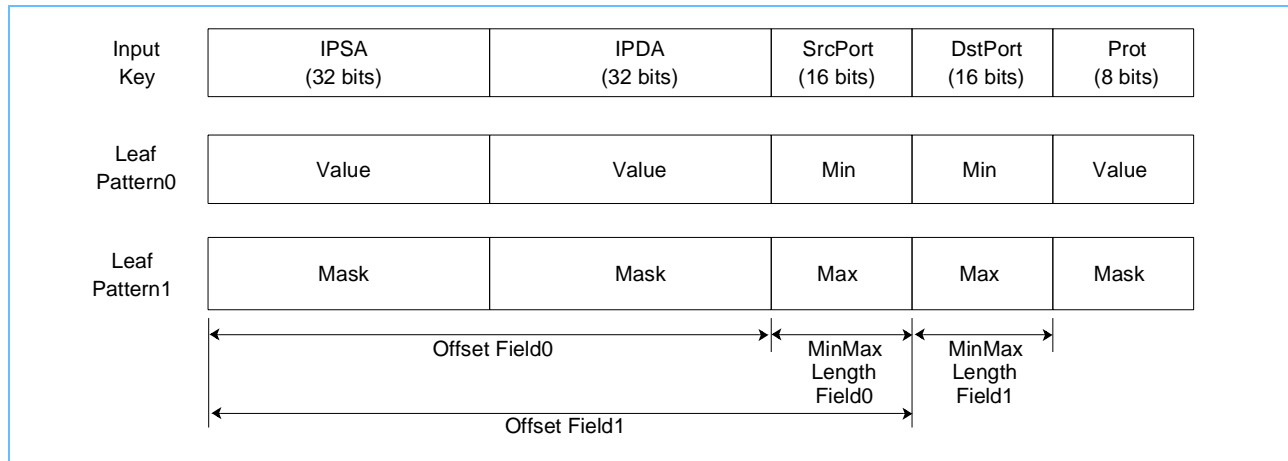 Input
Key
IPSA
(32 bits)
IPDA
(32 bits)
SrcPort
(16 bits)
DstPort
(16 bits)
Prot
(8 bits)
Leaf
Pattern0
Value
Value
Min
Min
Value
Leaf
Pattern1
Mask
Mask
Max
Max
Mask
Offset Field0
MinMax
Length
Field0
MinMax
Length
Field1
Offset Field1